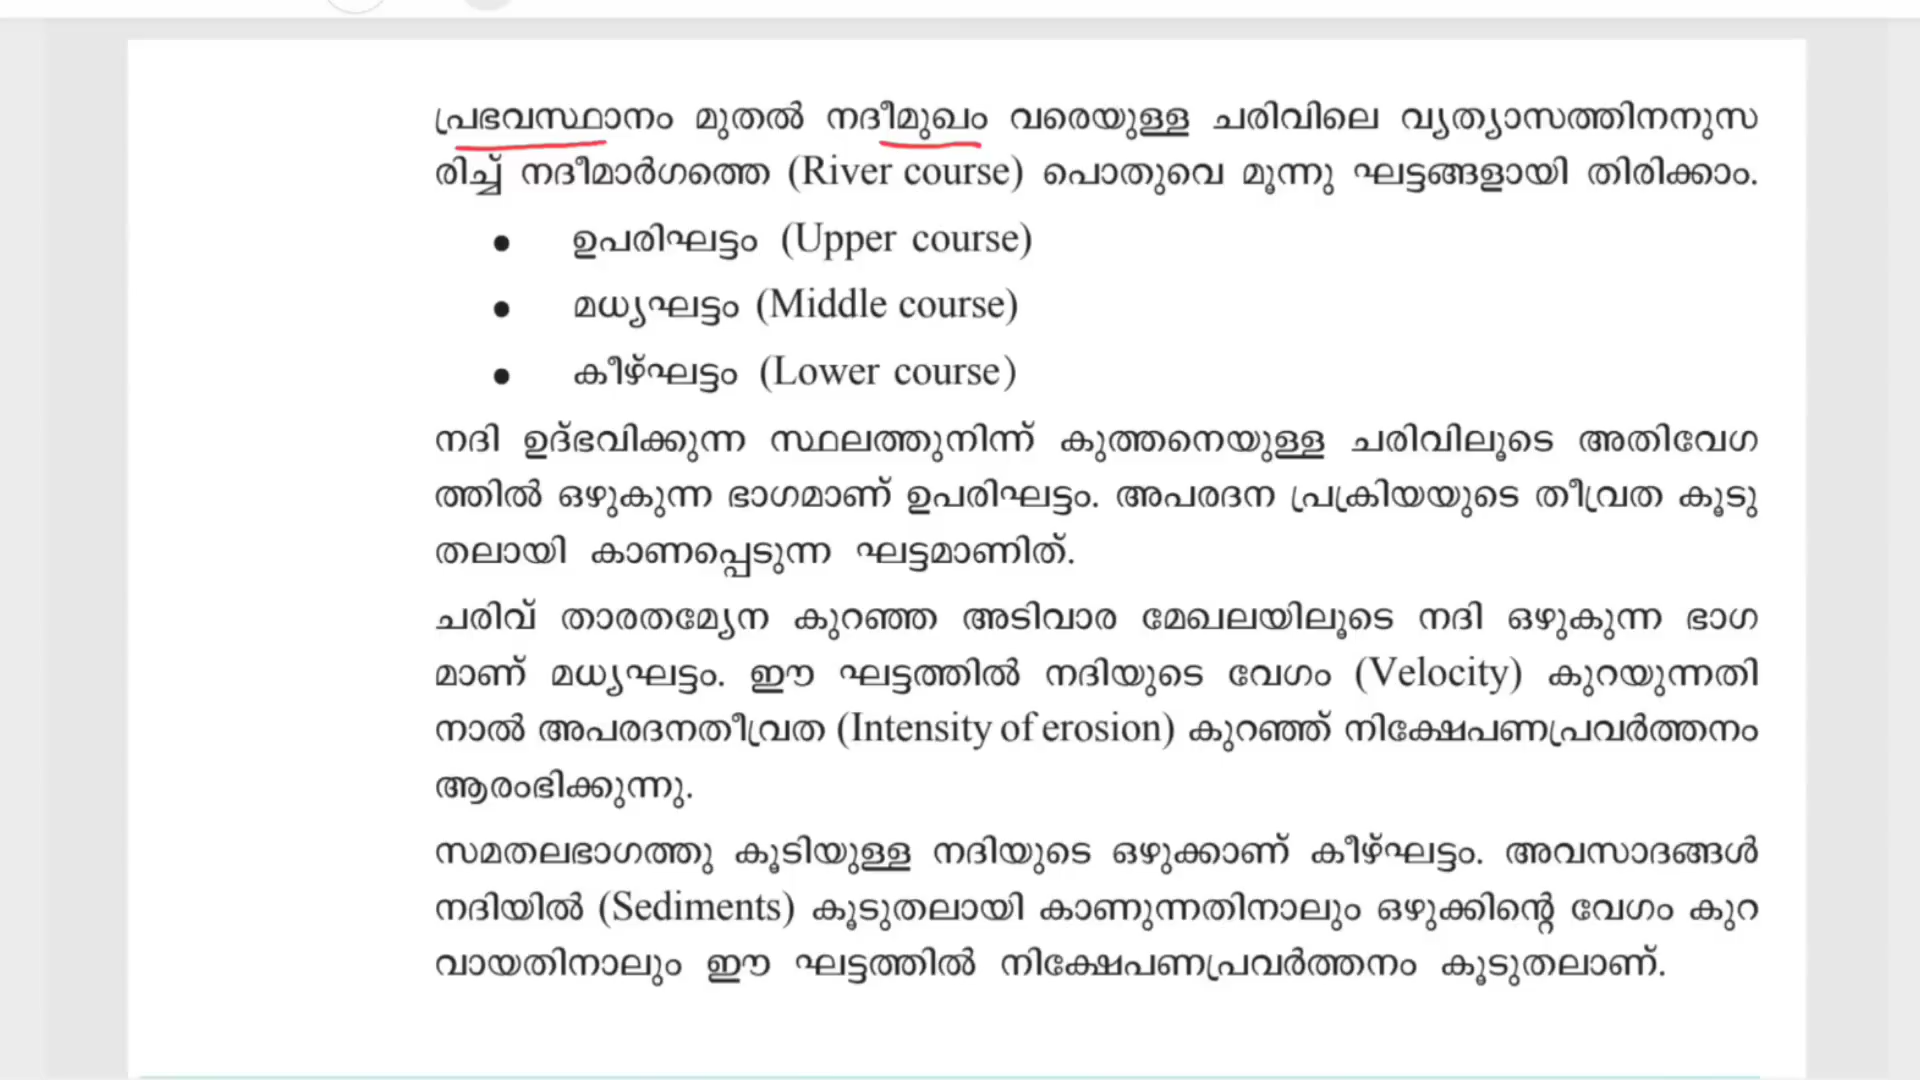 പ്രഭവസ്ഥാനം മുതൽ നദീമുഖം വരെയുള്ള ചരിവിലെ വ്യത്യാസത്തിനനുസ
രിച്ച് നദീമാർഗത്തെ (River course) പൊതുവെ മൂന്നു ഘട്ടങ്ങളായി തിരിക്കാം.
● ഉപരിഘട്ടം (Upper course)
● മധ്യഘട്ടം (Middle course)
● കീഴ്ഘട്ടം (Lower course)
നദി ഉദ്ഭവിക്കുന്ന സ്ഥലത്തുനിന്ന് കുത്തനെയുള്ള ചരിവിലൂടെ അതിവേഗ
ത്തിൽ ഒഴുകുന്ന ഭാഗമാണ് ഉപരിഘട്ടം. അപരദന പ്രക്രിയയുടെ തീവ്രത കൂടു
തലായി കാണപ്പെടുന്ന ഘട്ടമാണിത്.
ചരിവ് താരതമ്യേന കുറഞ്ഞ അടിവാര മേഖലയിലൂടെ നദി ഒഴുകുന്ന ഭാഗ
മാണ് മധ്യഘട്ടം. ഈ ഘട്ടത്തിൽ നദിയുടെ വേഗം (Velocity) കുറയുന്നതി
നാൽ അപരദനതീവ്രത (Intensity of erosion) കുറഞ്ഞ് നിക്ഷേപണപ്രവർത്തനം
ആരംഭിക്കുന്നു.
സമതലഭാഗത്തു കൂടിയുള്ള നദിയുടെ ഒഴുക്കാണ് കീഴ്ഘട്ടം. അവസാദങ്ങൾ
നദിയിൽ (Sediments) കൂടുതലായി കാണുന്നതിനാലും ഒഴുക്കിന്റെ വേഗം കുറ
വായതിനാലും ഈ ഘട്ടത്തിൽ നിക്ഷേപണപ്രവർത്തനം കൂടുതലാണ്.